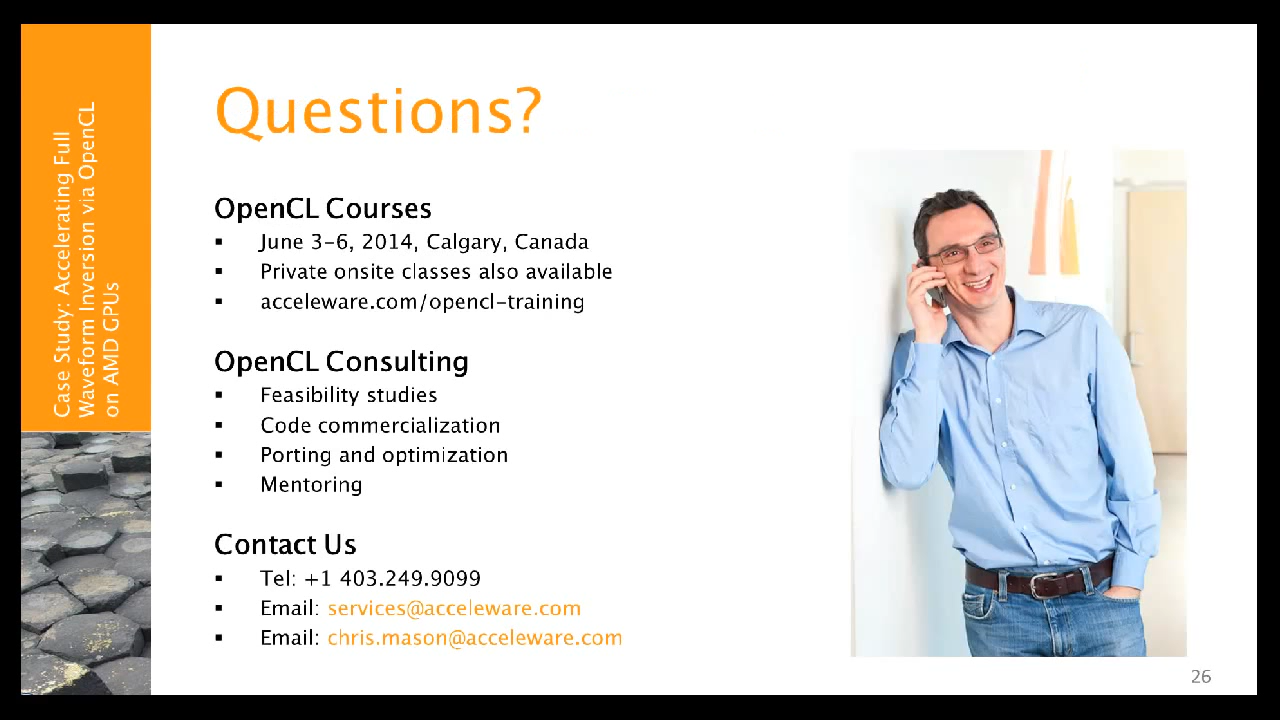 Case Study: Accelerating Full
Waveform Inversion via OpenCL
on AMD GPUs
Questions?
OpenCL Courses
▪ June 3-6, 2014, Calgary, Canada
▪ Private onsite classes also available
▪ acceleware.com/opencl-training
OpenCL Consulting
▪ Feasibility studies
▪ Code commercialization
▪ Porting and optimization
▪ Mentoring
Contact Us
▪ Tel: +1 403.249.9099
▪ Email: services@acceleware.com
▪ Email: chris.mason@acceleware.com
26